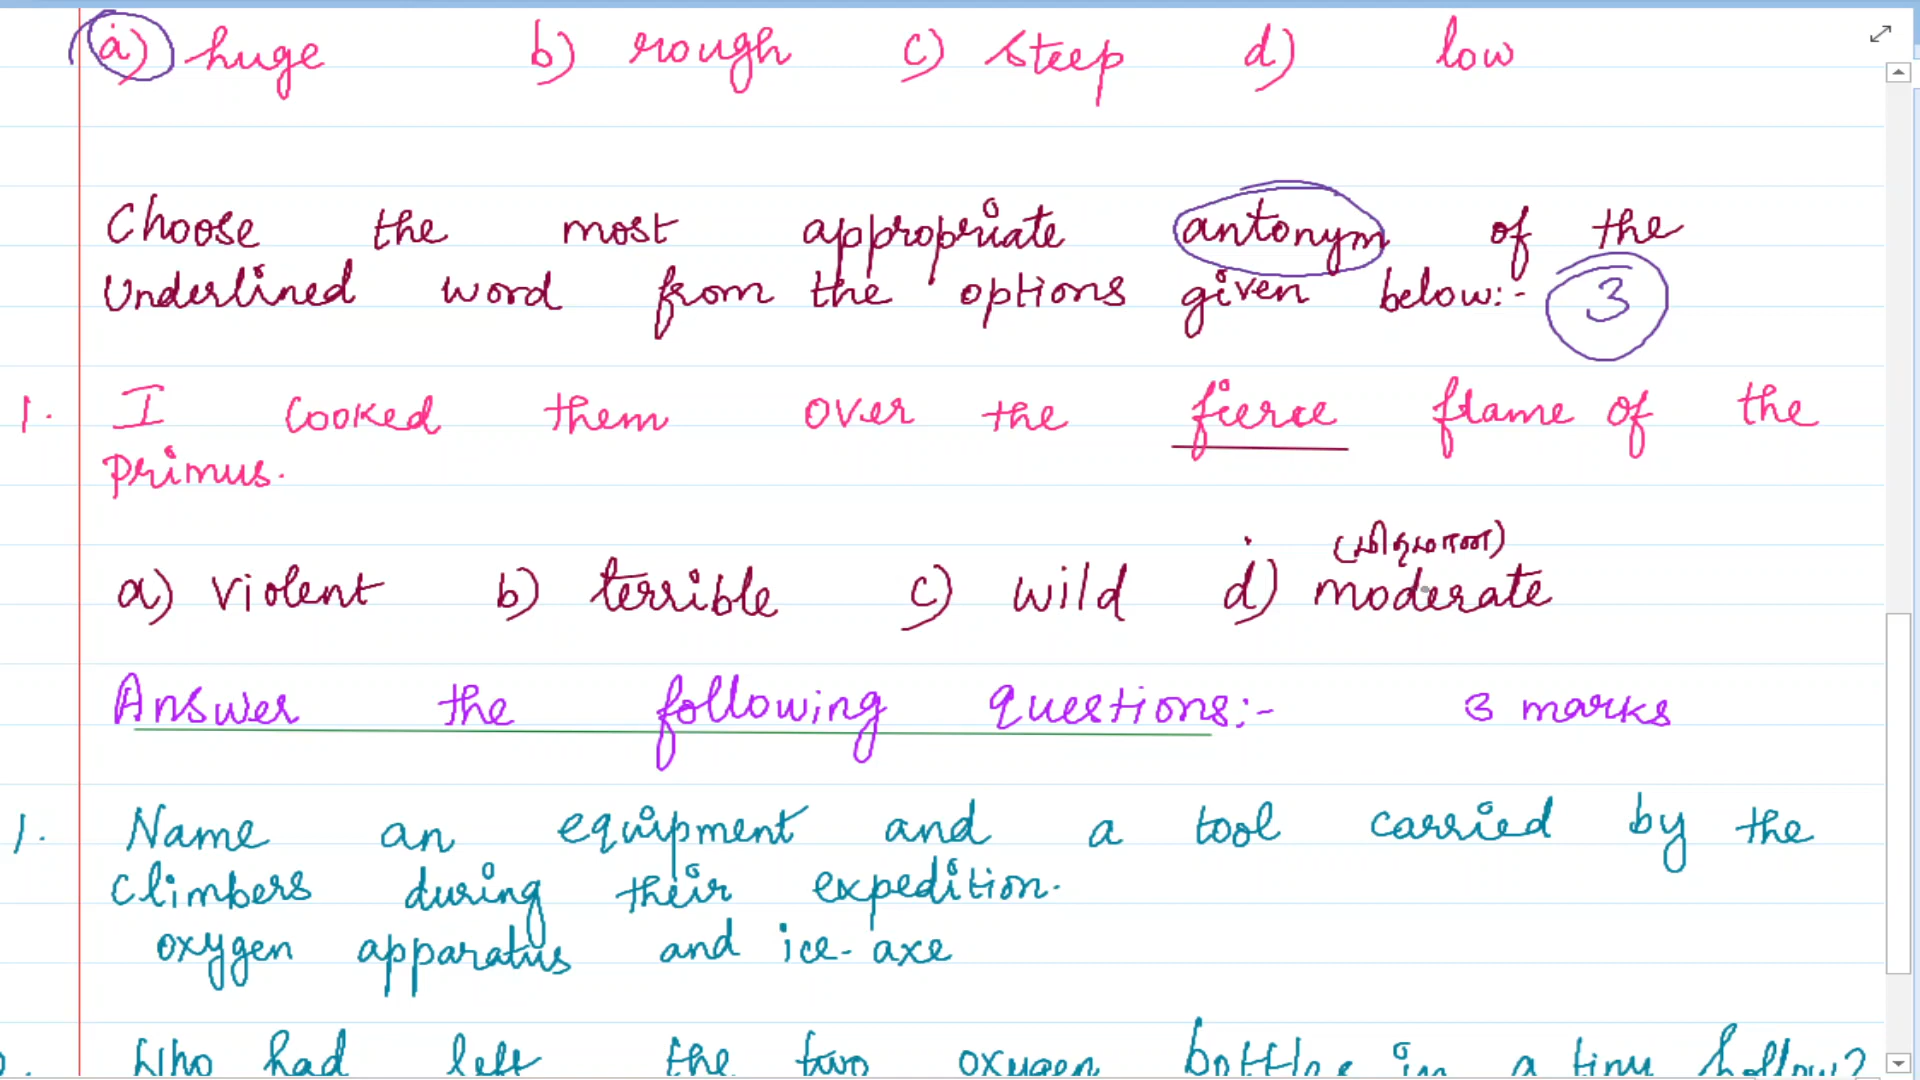 a) huge b) rough c) steep d) low
Choose the most appropriate antonym of the
Underlined word from the options given below:- 3
1. I cooked them over the fierce flame of the
primus.
(மிதமான)
a) violent b) terrible c) wild d) moderate
Answer the following questions:- 3 marks
1. Name an equipment and a tool carried by the
climbers during their expedition.
oxygen apparatus and ice-axe
Who had left the two oxygen bottles in a tiny hollow?